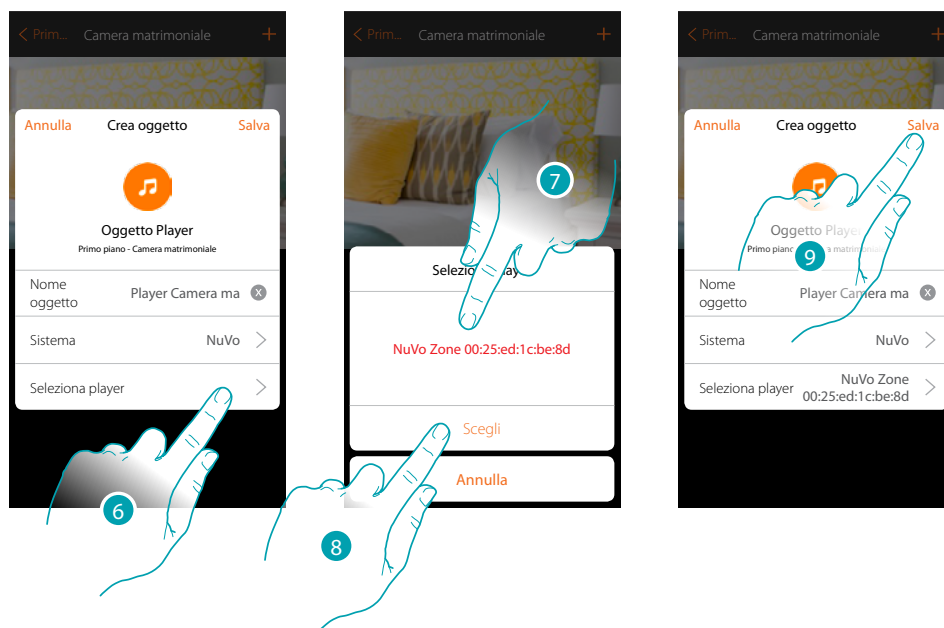 Prim... Camera matrimoniale +
Annulla Crea oggetto Salva
Oggetto Player
Primo piano - Camera matrimoniale
Nome oggetto
Player Camera ma x
Sistema NuVo
Seleziona player
6
Prim... Camera matrimoniale +
7
NuVo Zone 00:25:ed:1c:be:8d
Scegli
Annulla
8
Prim... Camera matrimoniale +
Annulla Crea oggetto Salva
Oggetto Player
9
Nome oggetto
Player Camera ma x
Sistema NuVo
Seleziona player
NuVo Zone
00:25:ed:1c:be:8d